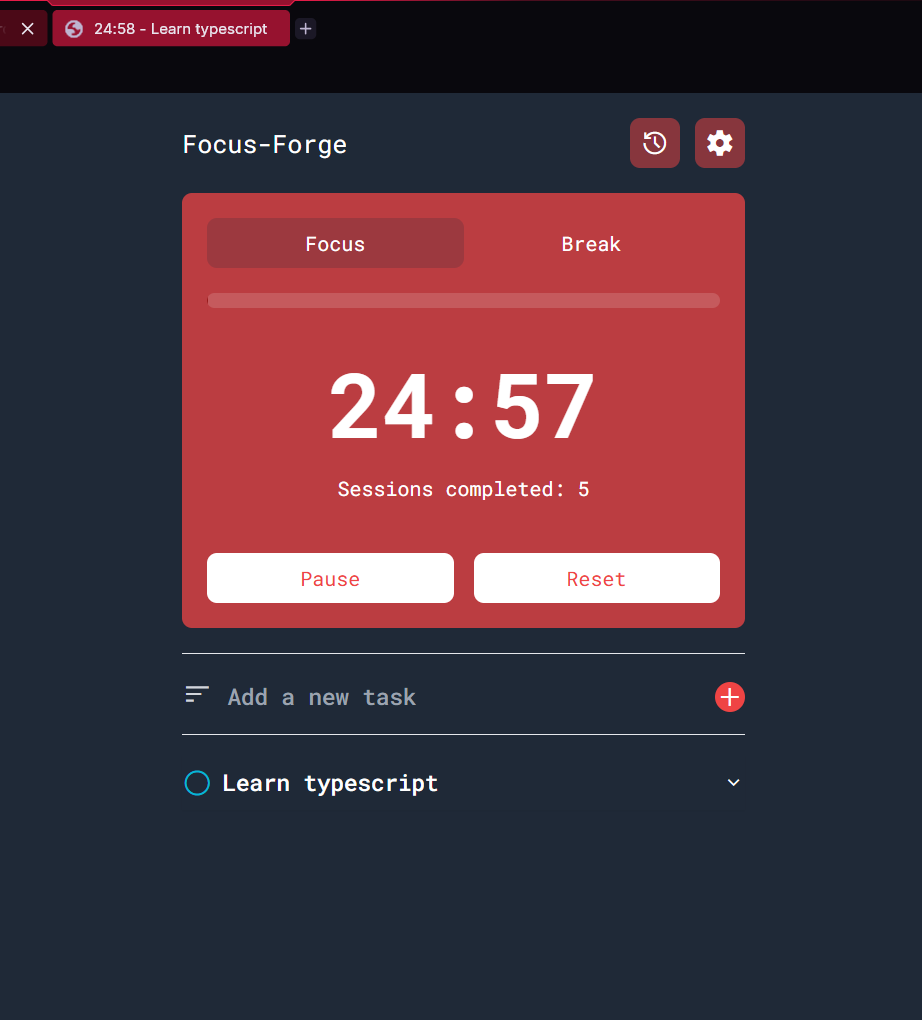 24:58 - Learn typescript
Focus-Forge
Focus Break
24:57
Sessions completed: 5
Pause Reset
Add a new task
Learn typescript